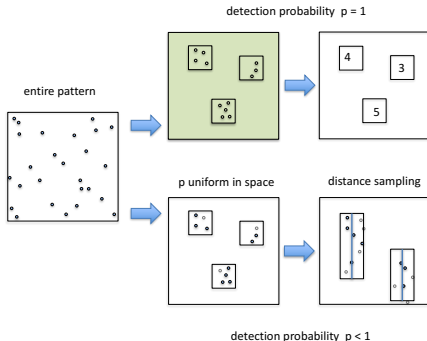 detection probability p = 1
4
3
5
entire pattern
p uniform in space
distance sampling
detection probability p < 1